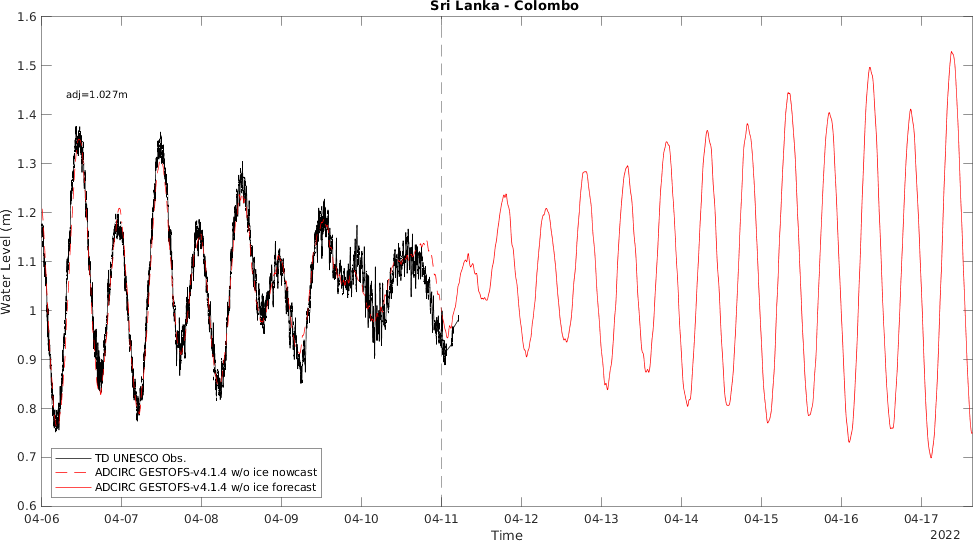 Sri Lanka - Colombo
1.6
1.5
1.4
1.3
1.2
1.1
1
0.9
0.8
0.7
0.6
Water Level (m)
adj=1.027m
TD UNESCO Obs.
ADCIRC GESTOFS-v4.1.4 w/o ice nowcast
ADCIRC GESTOFS-v4.1.4 w/o ice forecast
04-06 04-07 04-08 04-09 04-10 04-11 04-12 04-13 04-14 04-15 04-16 04-17
Time
2022